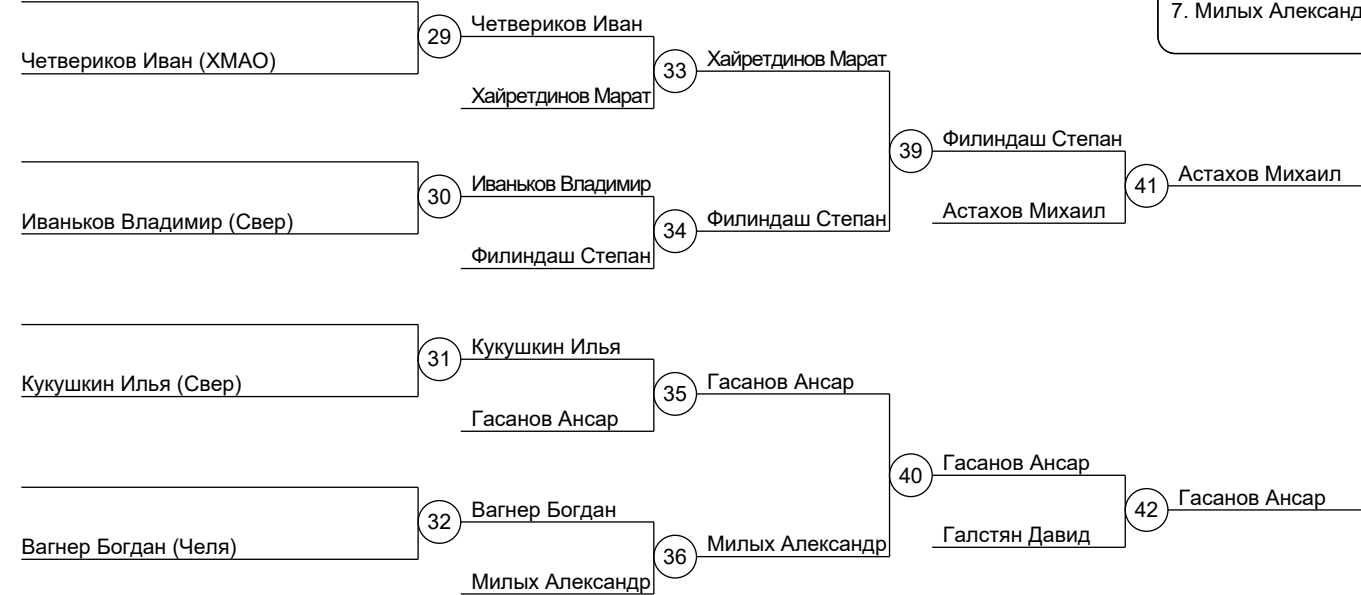 7. Милых Александ
29
Четвериков Иван
Четвериков Иван (ХМАО)
33
Хайретдинов Марат
Хайретдинов Марат
39
Филиндаш Степан
41
Астахов Михаил
30
Иваньков Владимир
Иваньков Владимир (Свер)
34
Филиндаш Степан
Астахов Михаил
Филиндаш Степан
31
Кукушкин Илья
Кукушкин Илья (Свер)
35
Гасанов Ансар
Гасанов Ансар
40
Гасанов Ансар
42
Гасанов Ансар
32
Вагнер Богдан
Галстян Давид
Вагнер Богдан (Челя)
36
Милых Александр
Милых Александр